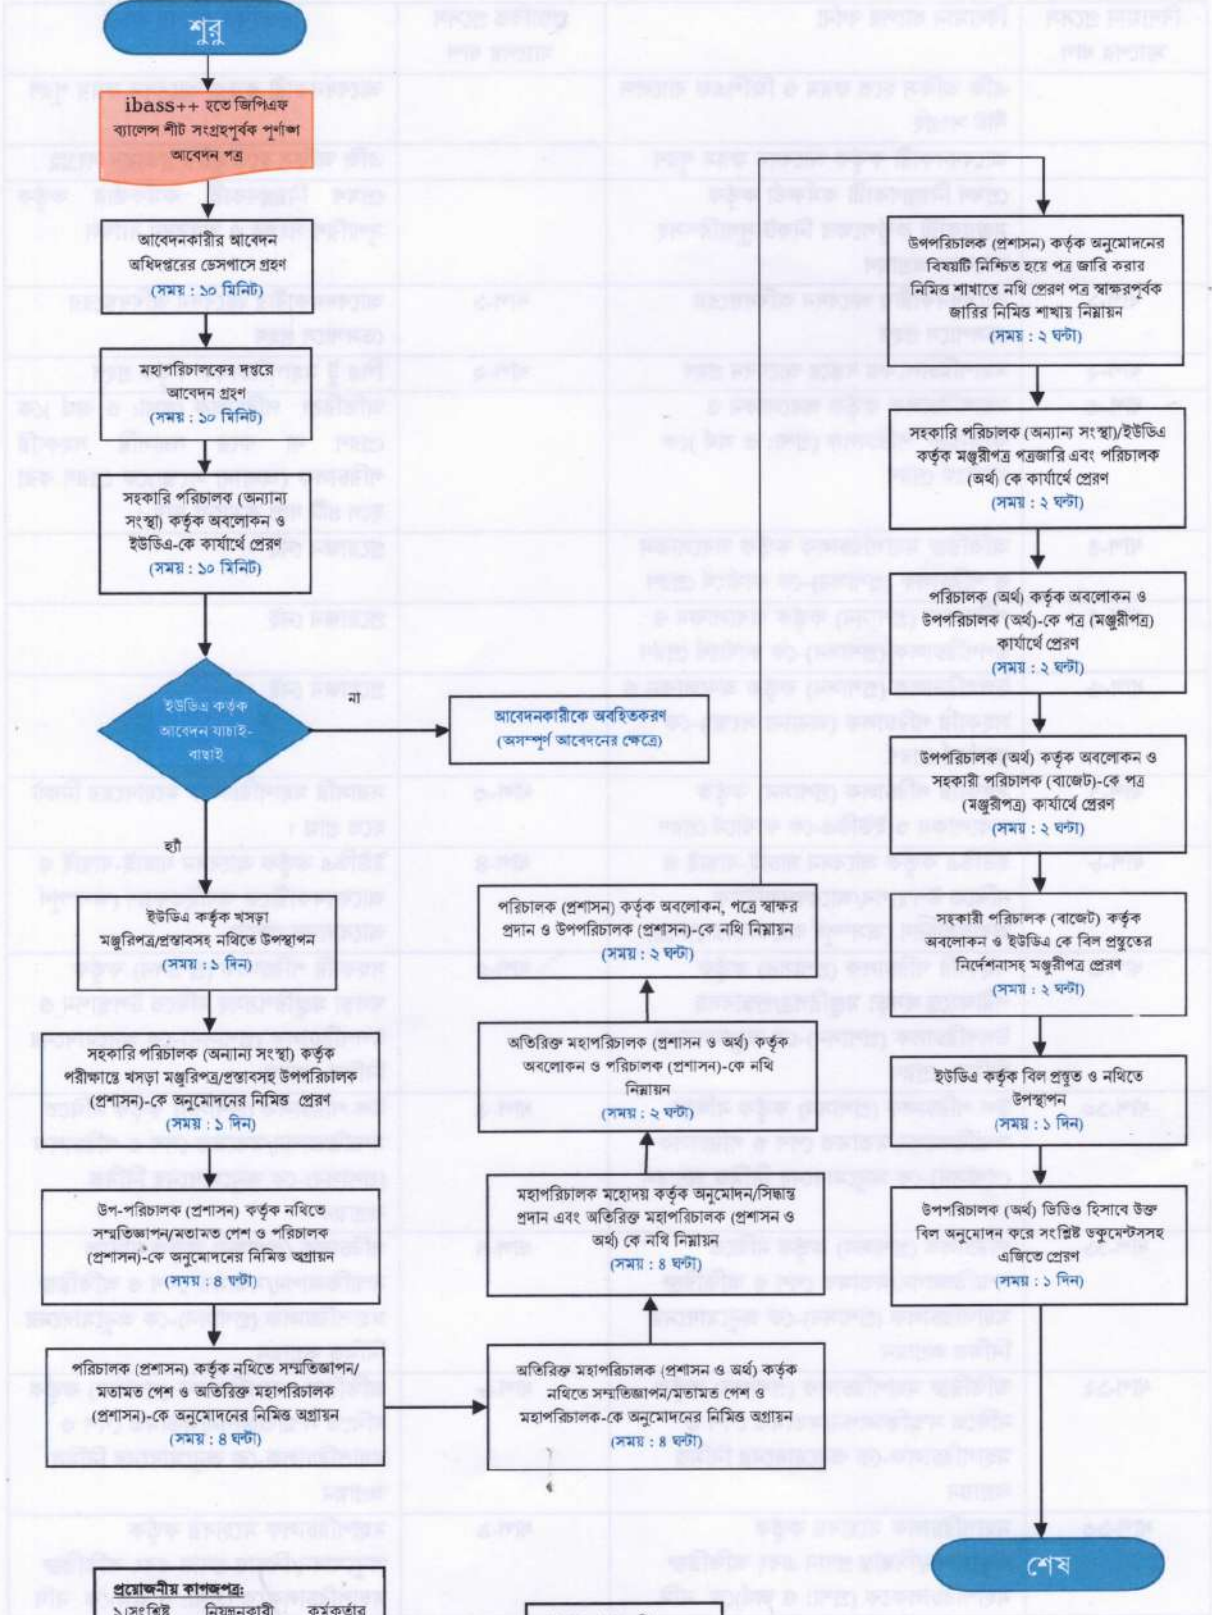 শুরু
ibass++ হতে জিপিএফ
ব্যালেন্স শীট সংগ্রহপূর্বক পূর্ণাঙ্গ
আবেদন পত্র
আবেদনকারীর আবেদন
অধিদপ্তরের ডেসপাসে গ্রহণ
(সময় : ১০ মিনিট)
মহাপরিচালকের দপ্তরে
আবেদন গ্রহণ
(সময় : ১০ মিনিট)
সহকারি পরিচালক (অন্যান্য
সংস্থা) কর্তৃক অবলোকন ও
ইউডিএ-কে কার্যার্থে প্রেরণ
(সময় : ১০ মিনিট)
ইউডিএ কর্তৃক
আবেদন যাচাই-
বাছাই
না
আবেদনকারীকে অবহিতকরণ
(অসম্পূর্ণ আবেদনের ক্ষেত্রে)
হ্যাঁ
ইউডিএ কর্তৃক খসড়া
মঞ্জুরিপত্র/প্রস্তাবসহ নথিতে উপস্থাপন
(সময় : ১ দিন)
সহকারি পরিচালক (অন্যান্য সংস্থা) কর্তৃক
পরীক্ষান্তে খসড়া মঞ্জুরিপত্র/প্রস্তাবসহ উপপরিচালক
(প্রশাসন)-কে অনুমোদনের নিমিত্ত প্রেরণ
(সময় : ১ দিন)
উপ-পরিচালক (প্রশাসন) কর্তৃক নথিতে
সম্মতিজ্ঞাপন/মতামত পেশ ও পরিচালক
(প্রশাসন)-কে অনুমোদনের নিমিত্ত অগ্রায়ন
(সময় : ৪ ঘন্টা)
পরিচালক (প্রশাসন) কর্তৃক নথিতে সম্মতিজ্ঞাপন/
মতামত পেশ ও অতিরিক্ত মহাপরিচালক
(প্রশাসন)-কে অনুমোদনের নিমিত্ত অগ্রায়ন
(সময় : ৪ ঘন্টা)
অতিরিক্ত মহাপরিচালক (প্রশাসন ও অর্থ) কর্তৃক
নথিতে সম্মতিজ্ঞাপন/মতামত পেশ ও
মহাপরিচালক-কে অনুমোদনের নিমিত্ত অগ্রায়ন
(সময় : ৪ ঘন্টা)
মহাপরিচালক মহোদয় কর্তৃক অনুমোদন/সিদ্ধান্ত
প্রদান এবং অতিরিক্ত মহাপরিচালক (প্রশাসন ও
অর্থ) কে নথি নিম্নায়ন
(সময় : ৪ ঘন্টা)
অতিরিক্ত মহাপরিচালক (প্রশাসন ও অর্থ) কর্তৃক
অবলোকন ও পরিচালক (প্রশাসন)-কে নথি
নিম্নায়ন
(সময় : ২ ঘন্টা)
পরিচালক (প্রশাসন) কর্তৃক অবলোকন, পত্রে স্বাক্ষর
প্রদান ও উপপরিচালক (প্রশাসন)-কে নথি নিম্নায়ন
(সময় : ২ ঘন্টা)
উপপরিচালক (প্রশাসন) কর্তৃক অনুমোদনের
বিষয়টি নিশ্চিত হয়ে পত্র জারি করার
নিমিত্ত শাখাতে নথি প্রেরণ পত্র স্বাক্ষরপূর্বক
জারির নিমিত্ত শাখায় নিম্নায়ন
(সময় : ২ ঘন্টা)
সহকারি পরিচালক (অন্যান্য সংস্থা)/ইউডিএ
কর্তৃক মঞ্জুরীপত্র পত্রজারি এবং পরিচালক
(অর্থ) কে কার্যার্থে প্রেরণ
(সময় : ২ ঘন্টা)
পরিচালক (অর্থ) কর্তৃক অবলোকন ও
উপপরিচালক (অর্থ)-কে পত্র (মঞ্জুরীপত্র)
কার্যার্থে প্রেরণ
(সময় : ২ ঘন্টা)
উপপরিচালক (অর্থ) কর্তৃক অবলোকন ও
সহকারী পরিচালক (বাজেট)-কে পত্র
(মঞ্জুরীপত্র) কার্যার্থে প্রেরণ
(সময় : ২ ঘন্টা)
সহকারী পরিচালক (বাজেট) কর্তৃক
অবলোকন ও ইউডিএ কে বিল প্রস্তুতের
নির্দেশনাসহ মঞ্জুরীপত্র প্রেরণ
(সময় : ২ ঘন্টা)
ইউডিএ কর্তৃক বিল প্রস্তুত ও নথিতে
উপস্থাপন
(সময় : ১ দিন)
উপপরিচালক (অর্থ) ডিডিও হিসাবে উক্ত
বিল অনুমোদন করে সংশ্লিষ্ট ডকুমেন্টসসহ
এজিতে প্রেরণ
(সময় : ১ দিন)
শেষ
প্রয়োজনীয় কাগজপত্র:
১।সংশ্লিষ্ট নিয়ন্ত্রনকারী কর্মকর্তার